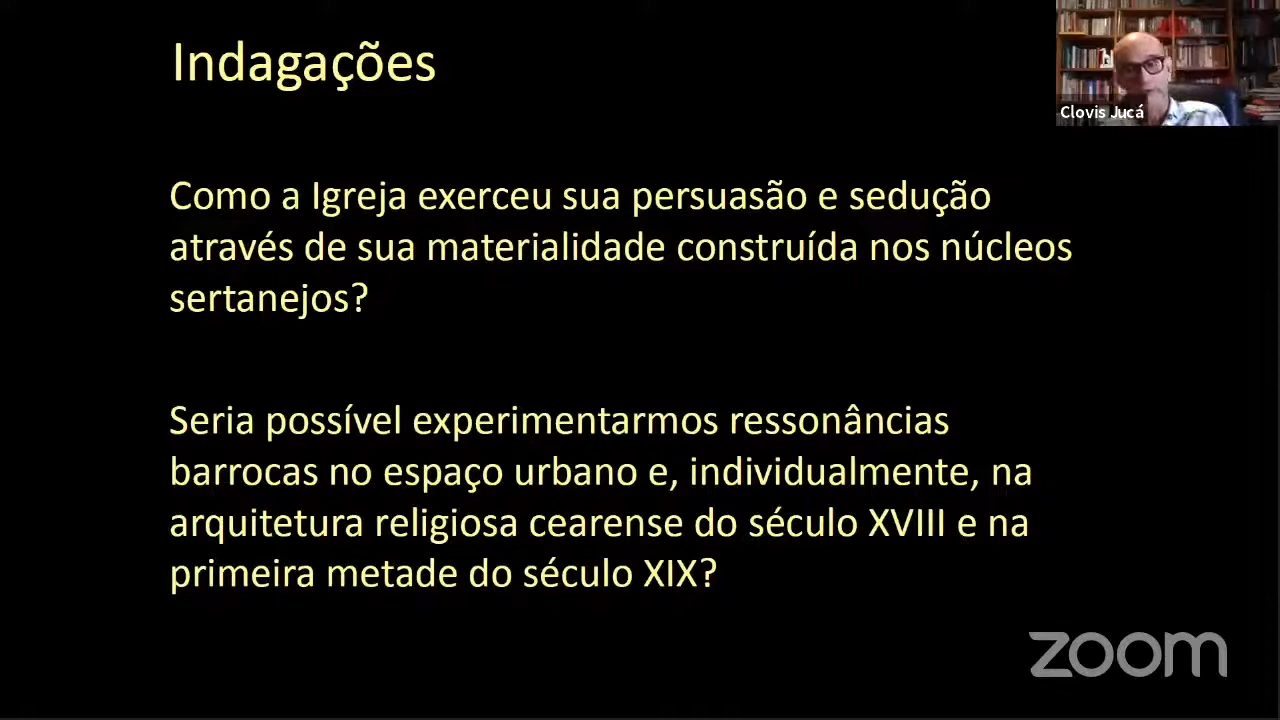 Indagações
Clovis Jucá
Como a Igreja exerceu sua persuasão e sedução
através de sua materialidade construída nos núcleos
sertanejos?
Seria possível experimentarmos ressonâncias
barrocas no espaço urbano e, individualmente, na
arquitetura religiosa cearense do século XVIII e na
primeira metade do século XIX?
zoom